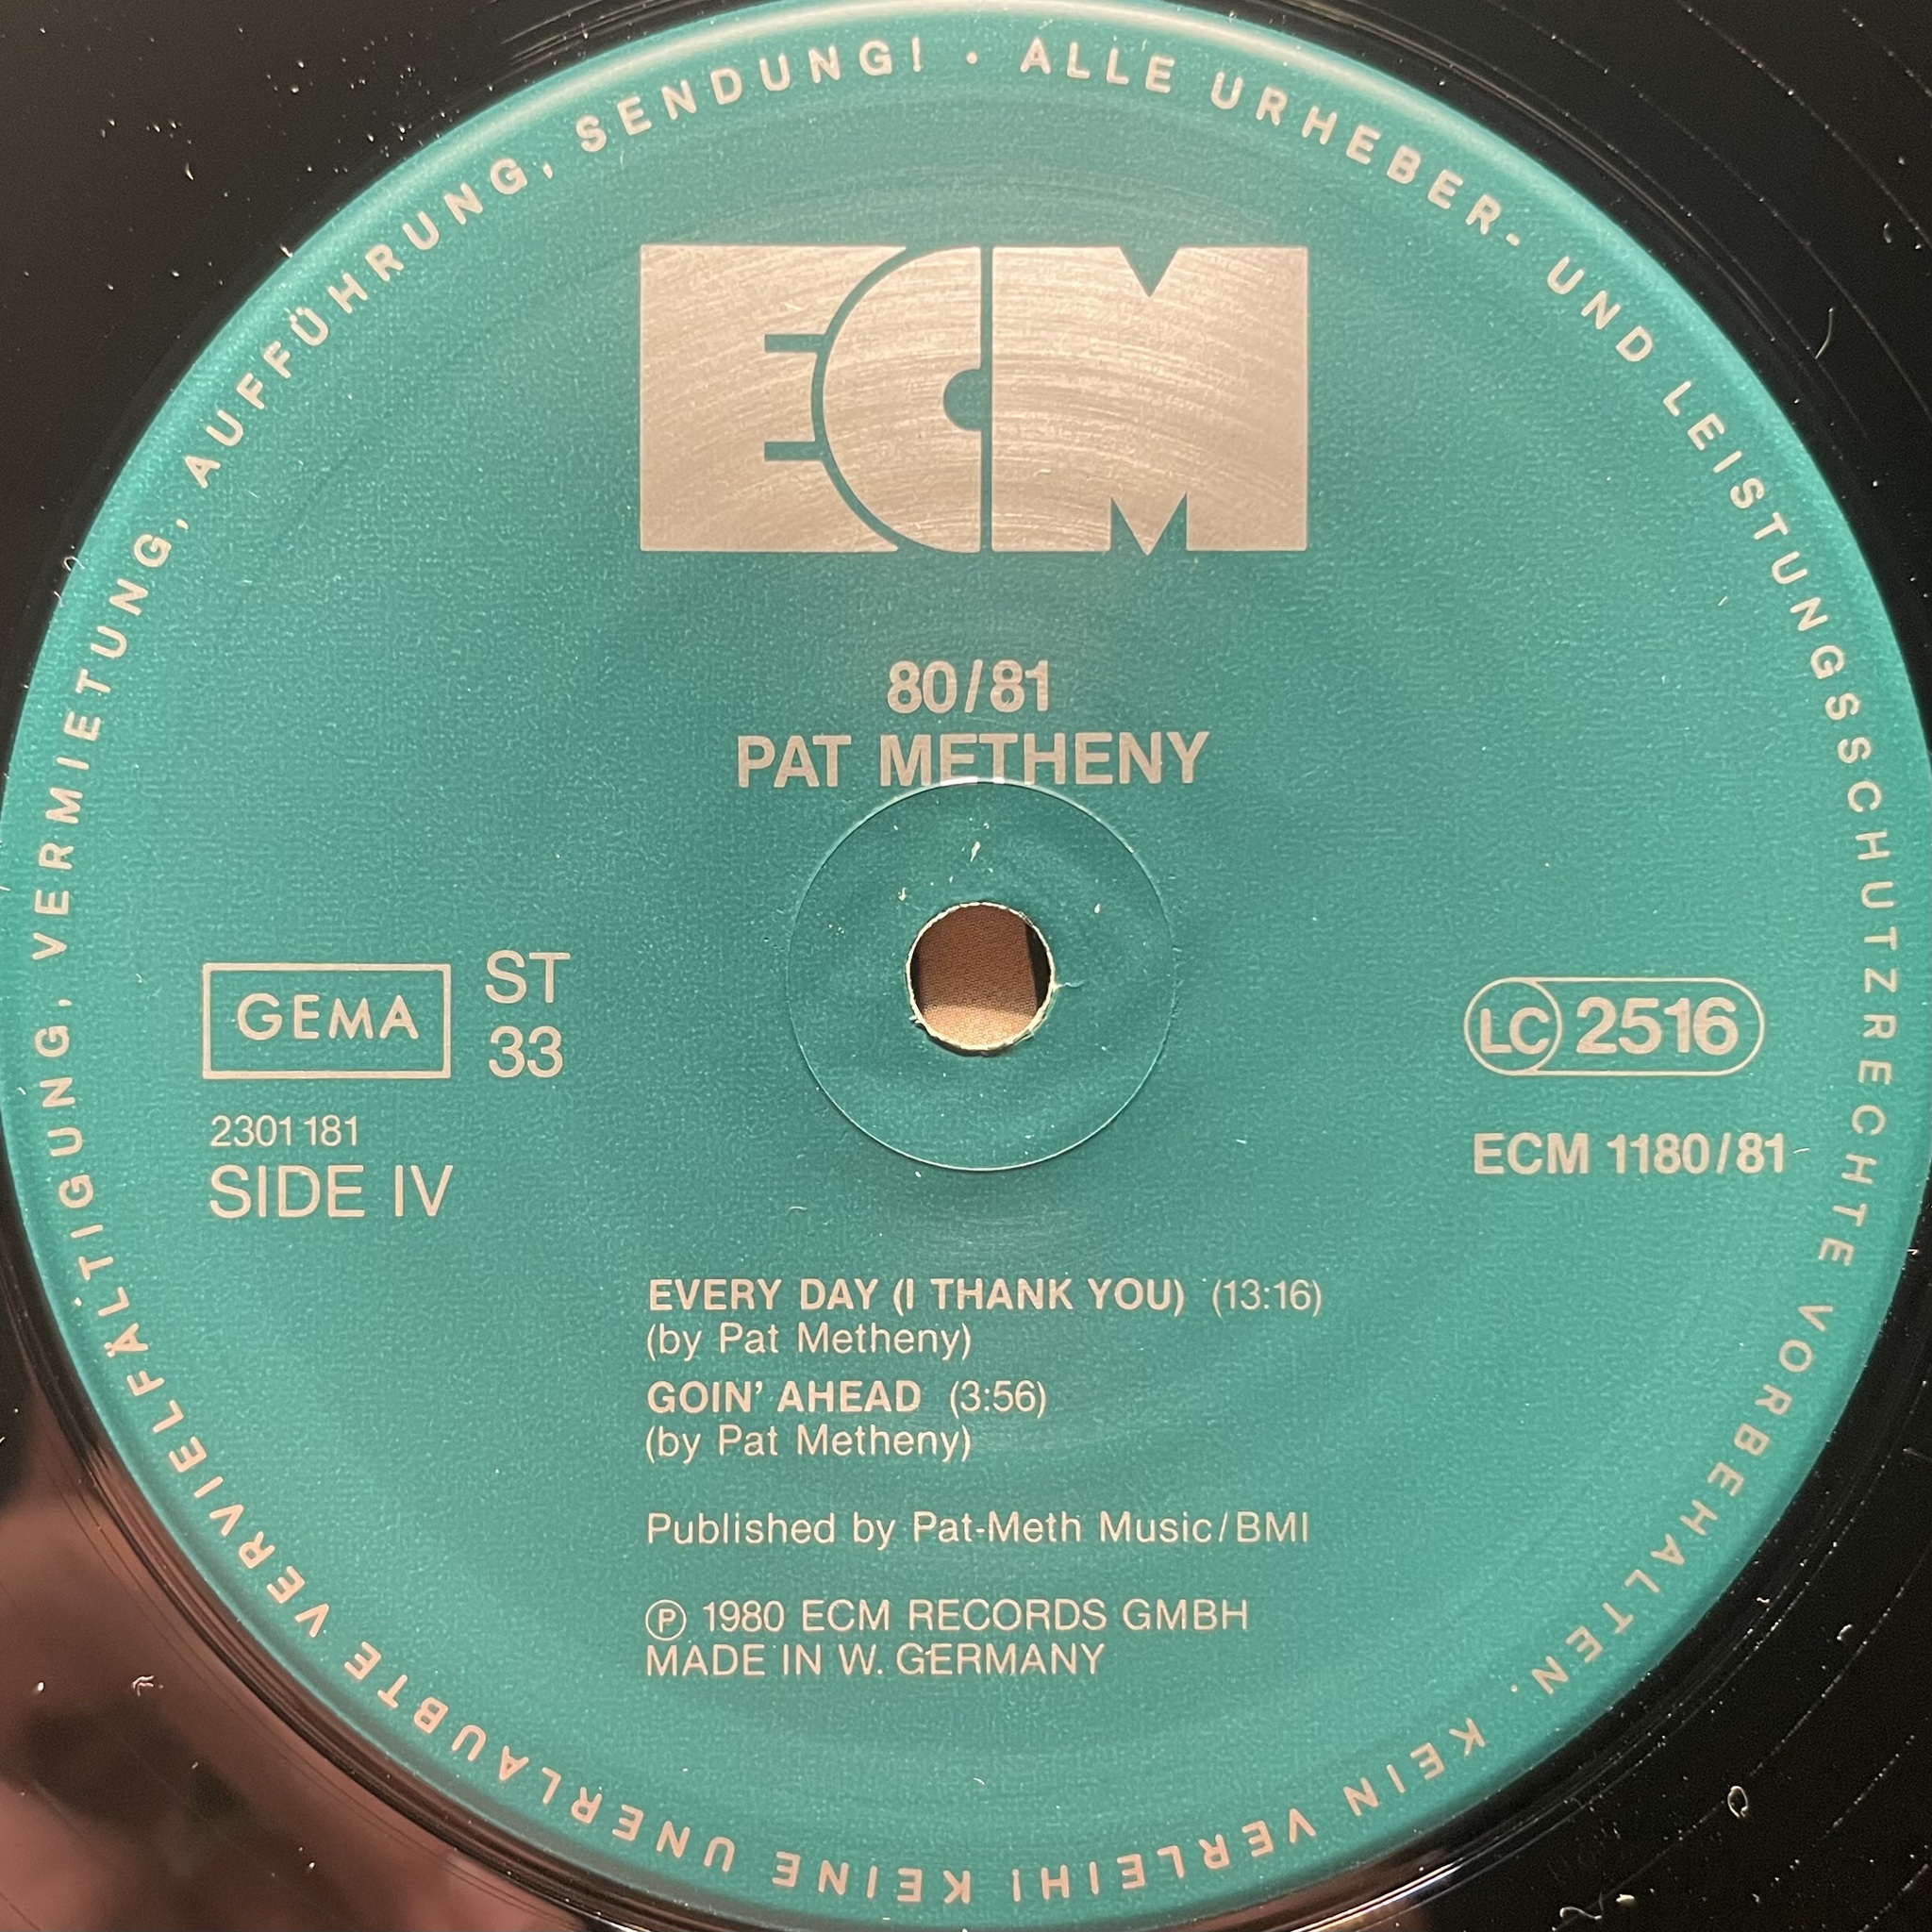 ALLE URHEBER- UND LEISTUNGSSCHUTZRECHTE VORBEHALTEN. KEIN VERLEIH! KEINE UNERLAUBTE VERVIELFÄLTIGUNG, VERMIETUNG, AUFFÜHRUNG, SENDUNG! •
ECM
80/81
PAT METHENY
GEMA
ST
33
LC 2516
2301 181
SIDE IV
ECM 1180/81
EVERY DAY (I THANK YOU) (13:16)
(by Pat Metheny)
GOIN' AHEAD (3:56)
(by Pat Metheny)
Published by Pat-Meth Music/BMI
℗ 1980 ECM RECORDS GMBH
MADE IN W. GERMANY